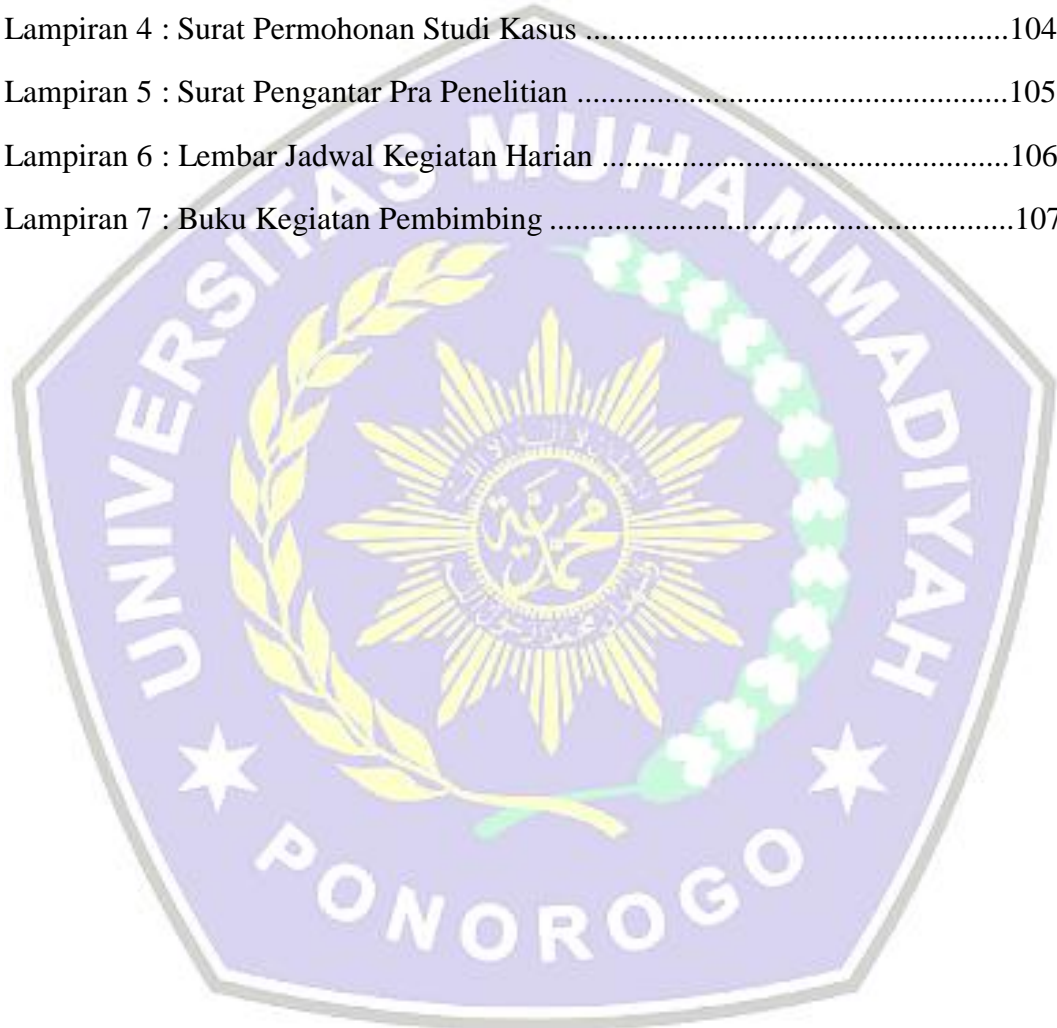 Lampiran 4 : Surat Permohonan Studi Kasus ....................................................104
Lampiran 5 : Surat Pengantar Pra Penelitian .....................................................105
Lampiran 6 : Lembar Jadwal Kegiatan Harian ..................................................106
Lampiran 7 : Buku Kegiatan Pembimbing .........................................................107
UNIVERSITAS MUHAMMADIYAH
PONOROGO
محمدية